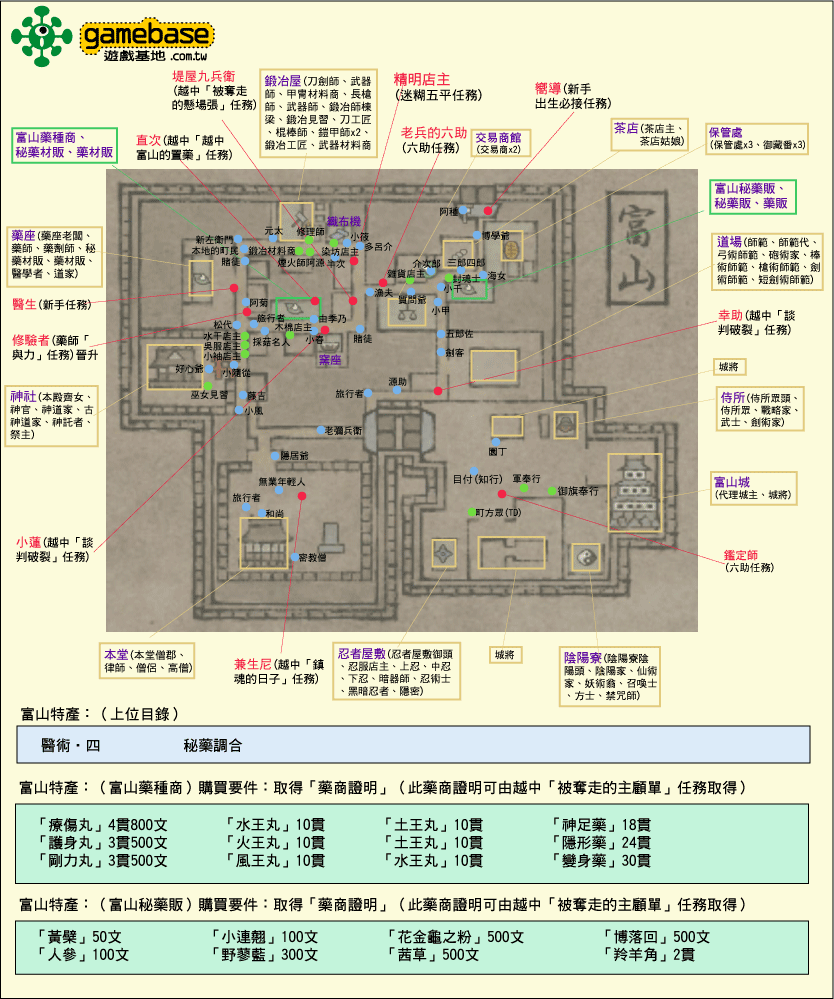 gamebase
遊戲基地.com.tw
堤屋九兵衛
(越中「被奪走
的懸場張」任務)
鍛冶屋(刀劍師、武器
師、甲冑材料商、長槍
師、武器師、鍛冶師棟
梁、鍛冶見習、刀工匠
、棍棒師、鎧甲師x2、
鍛冶工匠、武器材料商)
精明店主
(迷糊五平任務)
嚮導(新手
出生必接任務)
富山藥種商、
秘藥材販、藥材販
直次(越中「越中
富山的置藥」任務)
老兵的六助
(六助任務)
交易商館
(交易商x2)
茶店(茶店主、
茶店姑娘)
保管處
(保管處x3、御藏番x3)
富山秘藥販、
秘藥販、藥販
藥座(藥座老闆、
藥師、藥劑師、秘
藥材販、藥材販、
醫學者、道家)
道場(師範、師範代、
弓術師範、砲術家、棒
術師範、槍術師範、劍
術師範、短劍術師範)
富山
阿種
博學爺
織布機
元太
修理師
小筱
新左衛門
染坊店主
多呂介
本地的町民
鍛冶材料商
賭徒
煙火師阿滌
半次
介次郎
三郎四郎
雜貨店主
封魂士
海女
小干
漁夫
質問爺
小甲
醫生(新手任務)
阿菊
旅行者
由季乃
松代
木棉店主
水干店主
吳服店主
採菇名人
小春
賭徒
五郎佐
小袖店主
窯座
劍客
修驗者(藥師「
與力」任務)晉升
幸助(越中「談
判破裂」任務)
好心爺
小隨從
巫女見習
藤吉
小風
旅行者
源助
城將
神社(本殿齋女、
神官、神道家、古
神道家、神託者、
祭主)
侍所(侍所眾頭、
侍所眾、戰略家、
武士、劍術家)
老彌兵衛
隱居爺
園丁
無業年輕人
目付(知行)
軍奉行
御旗奉行
旅行者
和尚
町方眾(TD)
富山城
(代理城主、城將)
小蓮(越中「談
判破裂」任務)
密教僧
鑑定師
(六助任務)
本堂(本堂僧郡、
律師、僧侶、高僧)
兼生尼(越中「鎮
魂的日子」任務)
忍者屋敷(忍者屋敷御頭
、忍服店主、上忍、中忍
、下忍、暗器師、忍術士
、黑暗忍者、隱密)
城將
陰陽寮(陰陽寮陰
陽頭、陰陽家、仙術
家、妖術翁、召喚士
、方士、禁咒師)
富山特產：（上位目錄）
醫術．四 秘藥調合
富山特產：（富山藥種商）購買要件：取得「藥商證明」（此藥商證明可由越中「被奪走的主顧單」任務取得）
「療傷丸」4貫800文 「水王丸」10貫 「土王丸」10貫 「神足藥」18貫
「護身丸」3貫500文 「火王丸」10貫 「土王丸」10貫 「隱形藥」24貫
「剛力丸」3貫500文 「風王丸」10貫 「水王丸」10貫 「變身藥」30貫
富山特產：（富山秘藥販）購買要件：取得「藥商證明」（此藥商證明可由越中「被奪走的主顧單」任務取得）
「黃檗」50文 「小連翹」100文 「花金龜之粉」500文 「博落回」500文
「人參」100文 「野蓼藍」300文 「茜草」500文 「羚羊角」2貫